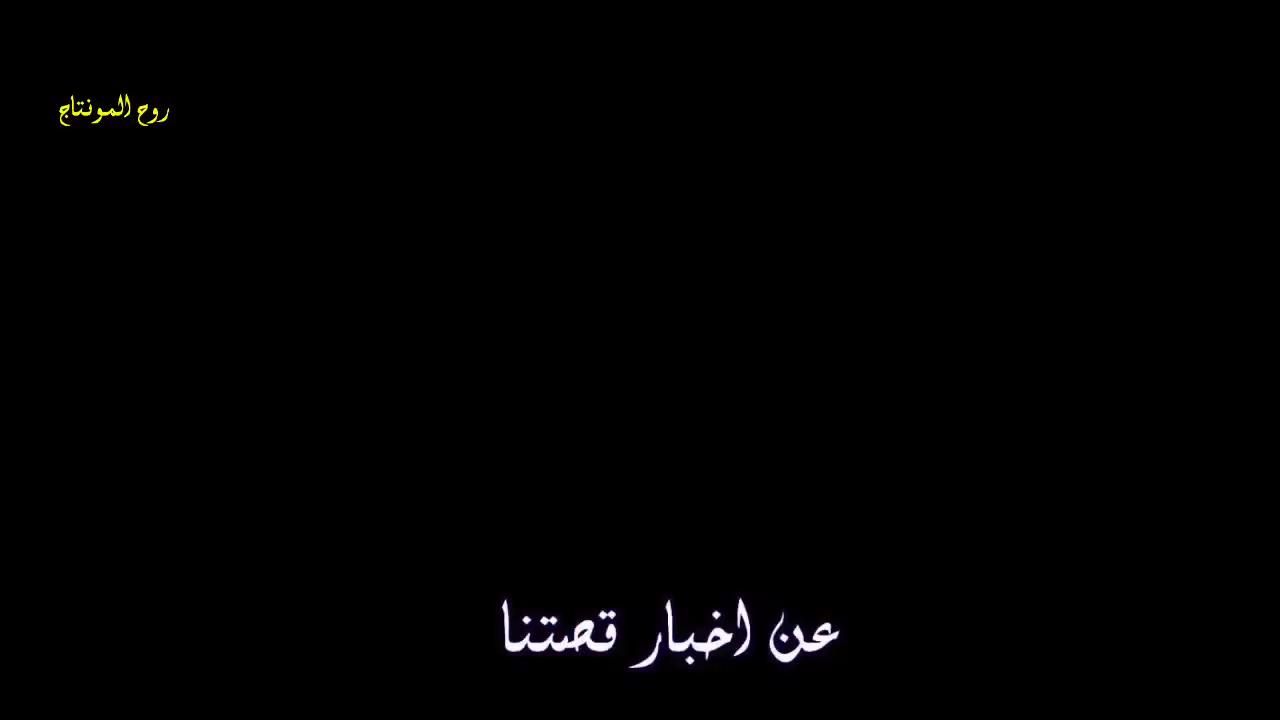 روح المونتاج
عن اخبار قصتنا